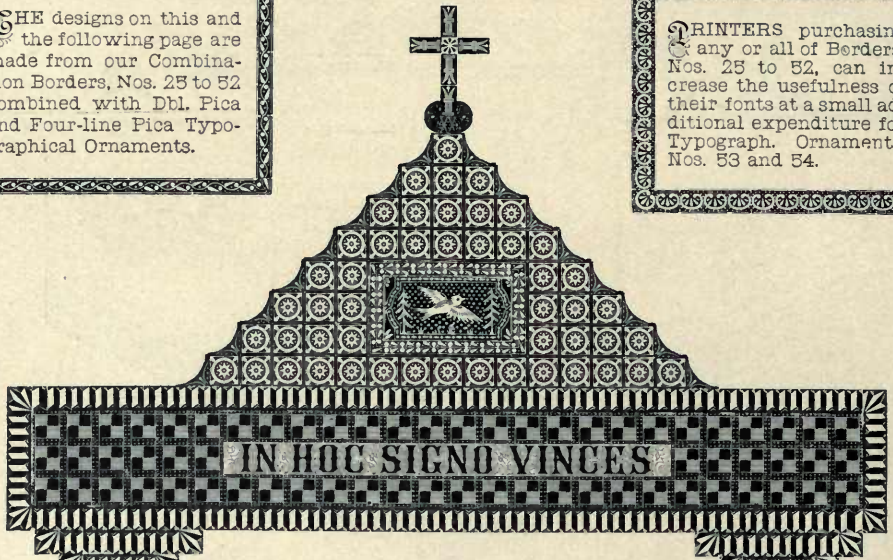 THE designs on this and
the following page are
made from our Combina-
tion Borders, Nos. 25 to 52
combined with Dbl. Pica
and Four-line Pica Typo-
graphical Ornaments.
PRINTERS purchasing
any or all of Borders
Nos. 25 to 52, can in-
crease the usefulness of
their fonts at a small ad-
ditional expenditure for
Typograph. Ornaments
Nos. 53 and 54.
IN HOC SIGNO VINCES